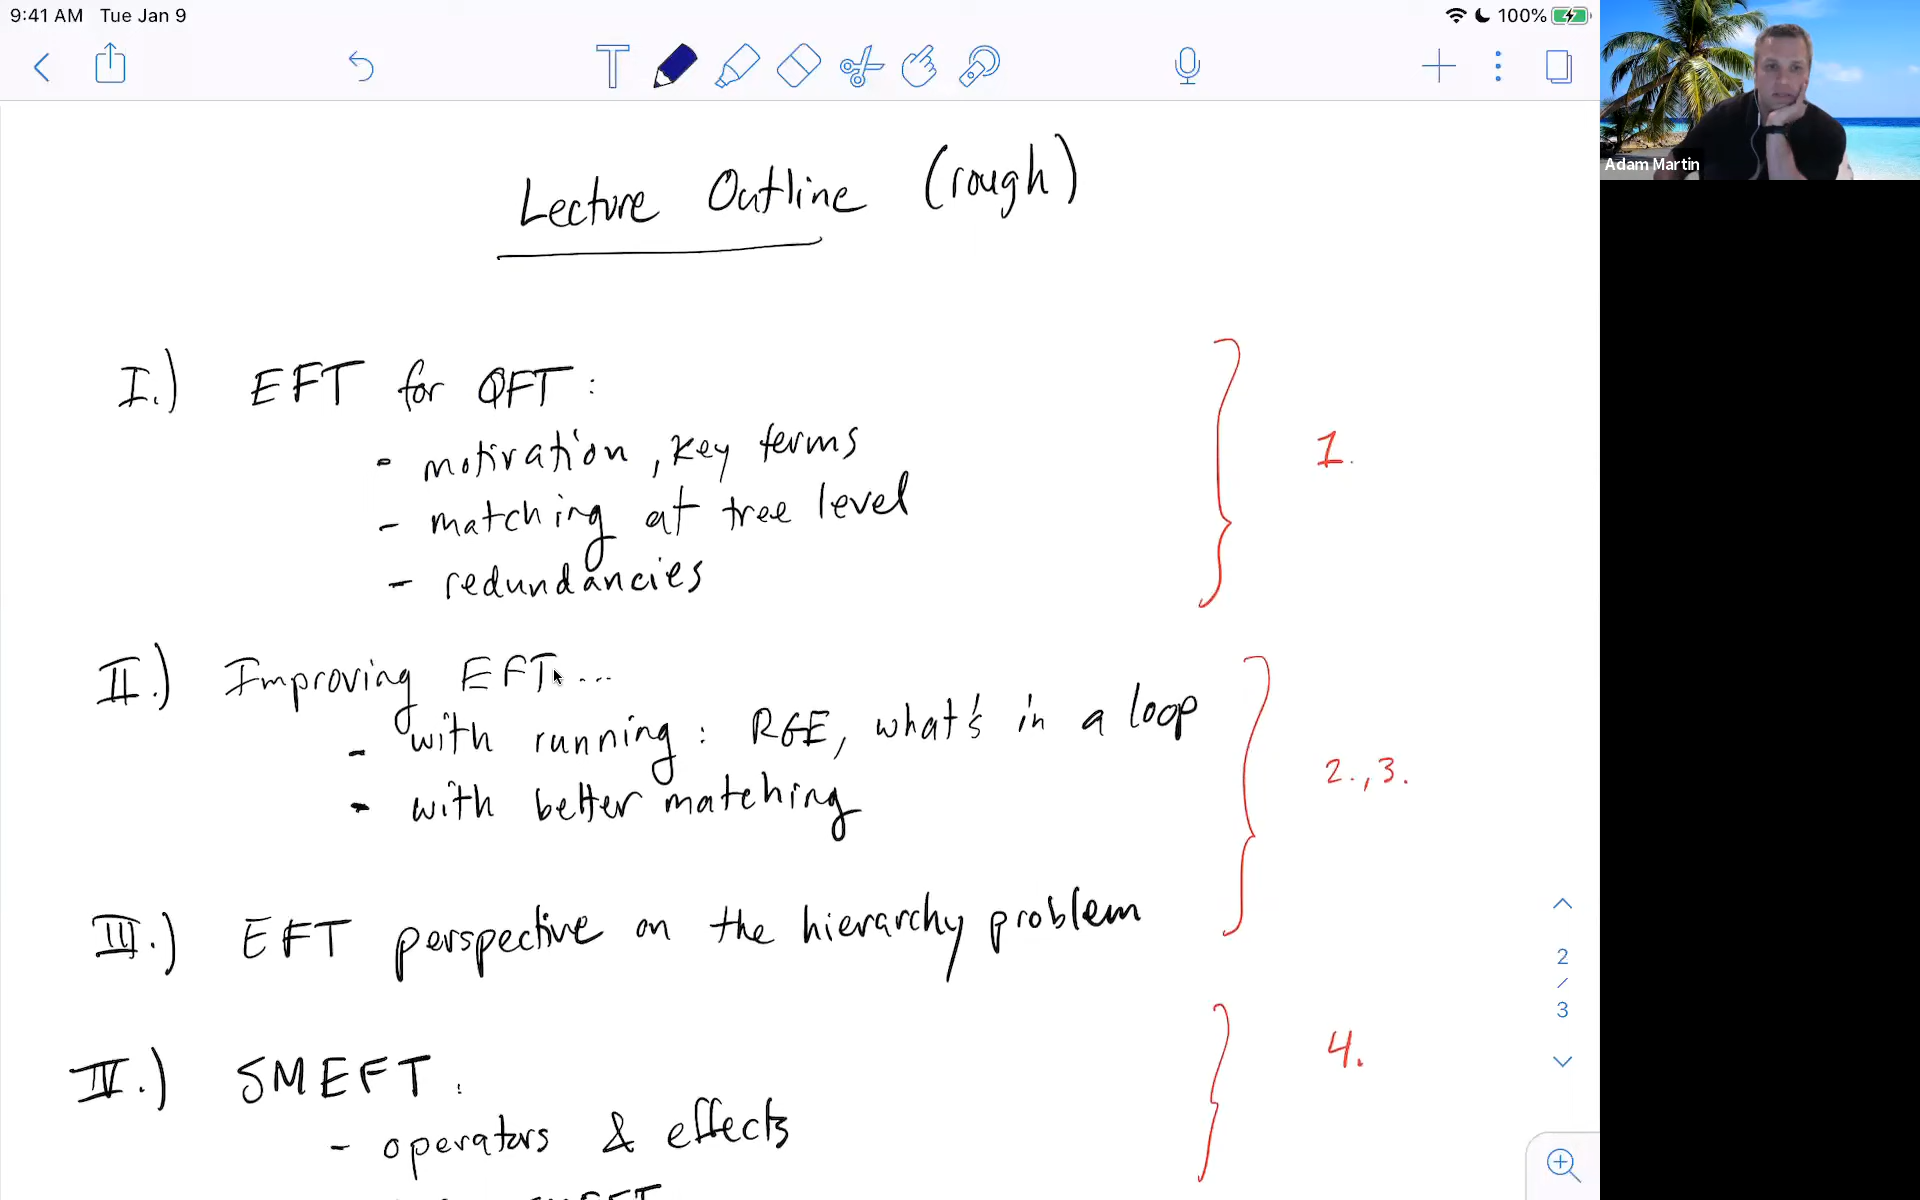 9:41 AM Tue Jan 9
100%
Adam Martin
Lecture Outline (rough)
I.) EFT for QFT:
- motivation, key terms
- matching at tree level
- redundancies
1.
II.) Improving EFT...
- with running: RGE, what's in a loop
- with better matching
2.,3.
III.) EFT perspective on the hierarchy problem
IV.) SMEFT:
- operators & effects
4.
2
/
3